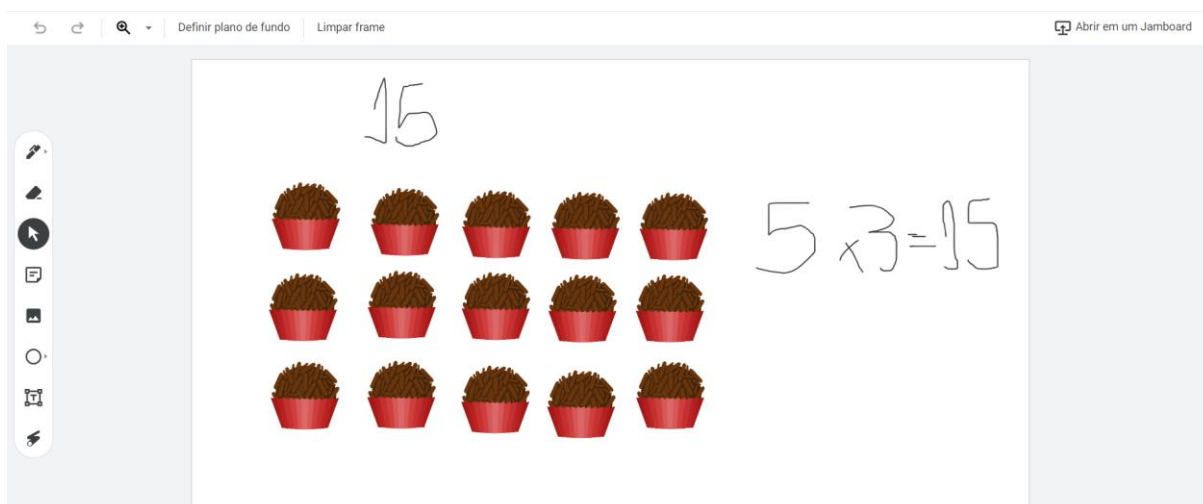 Definir plano de fundo
Limpar frame
Abrir em um Jamboard
15
5 x 3 = 15